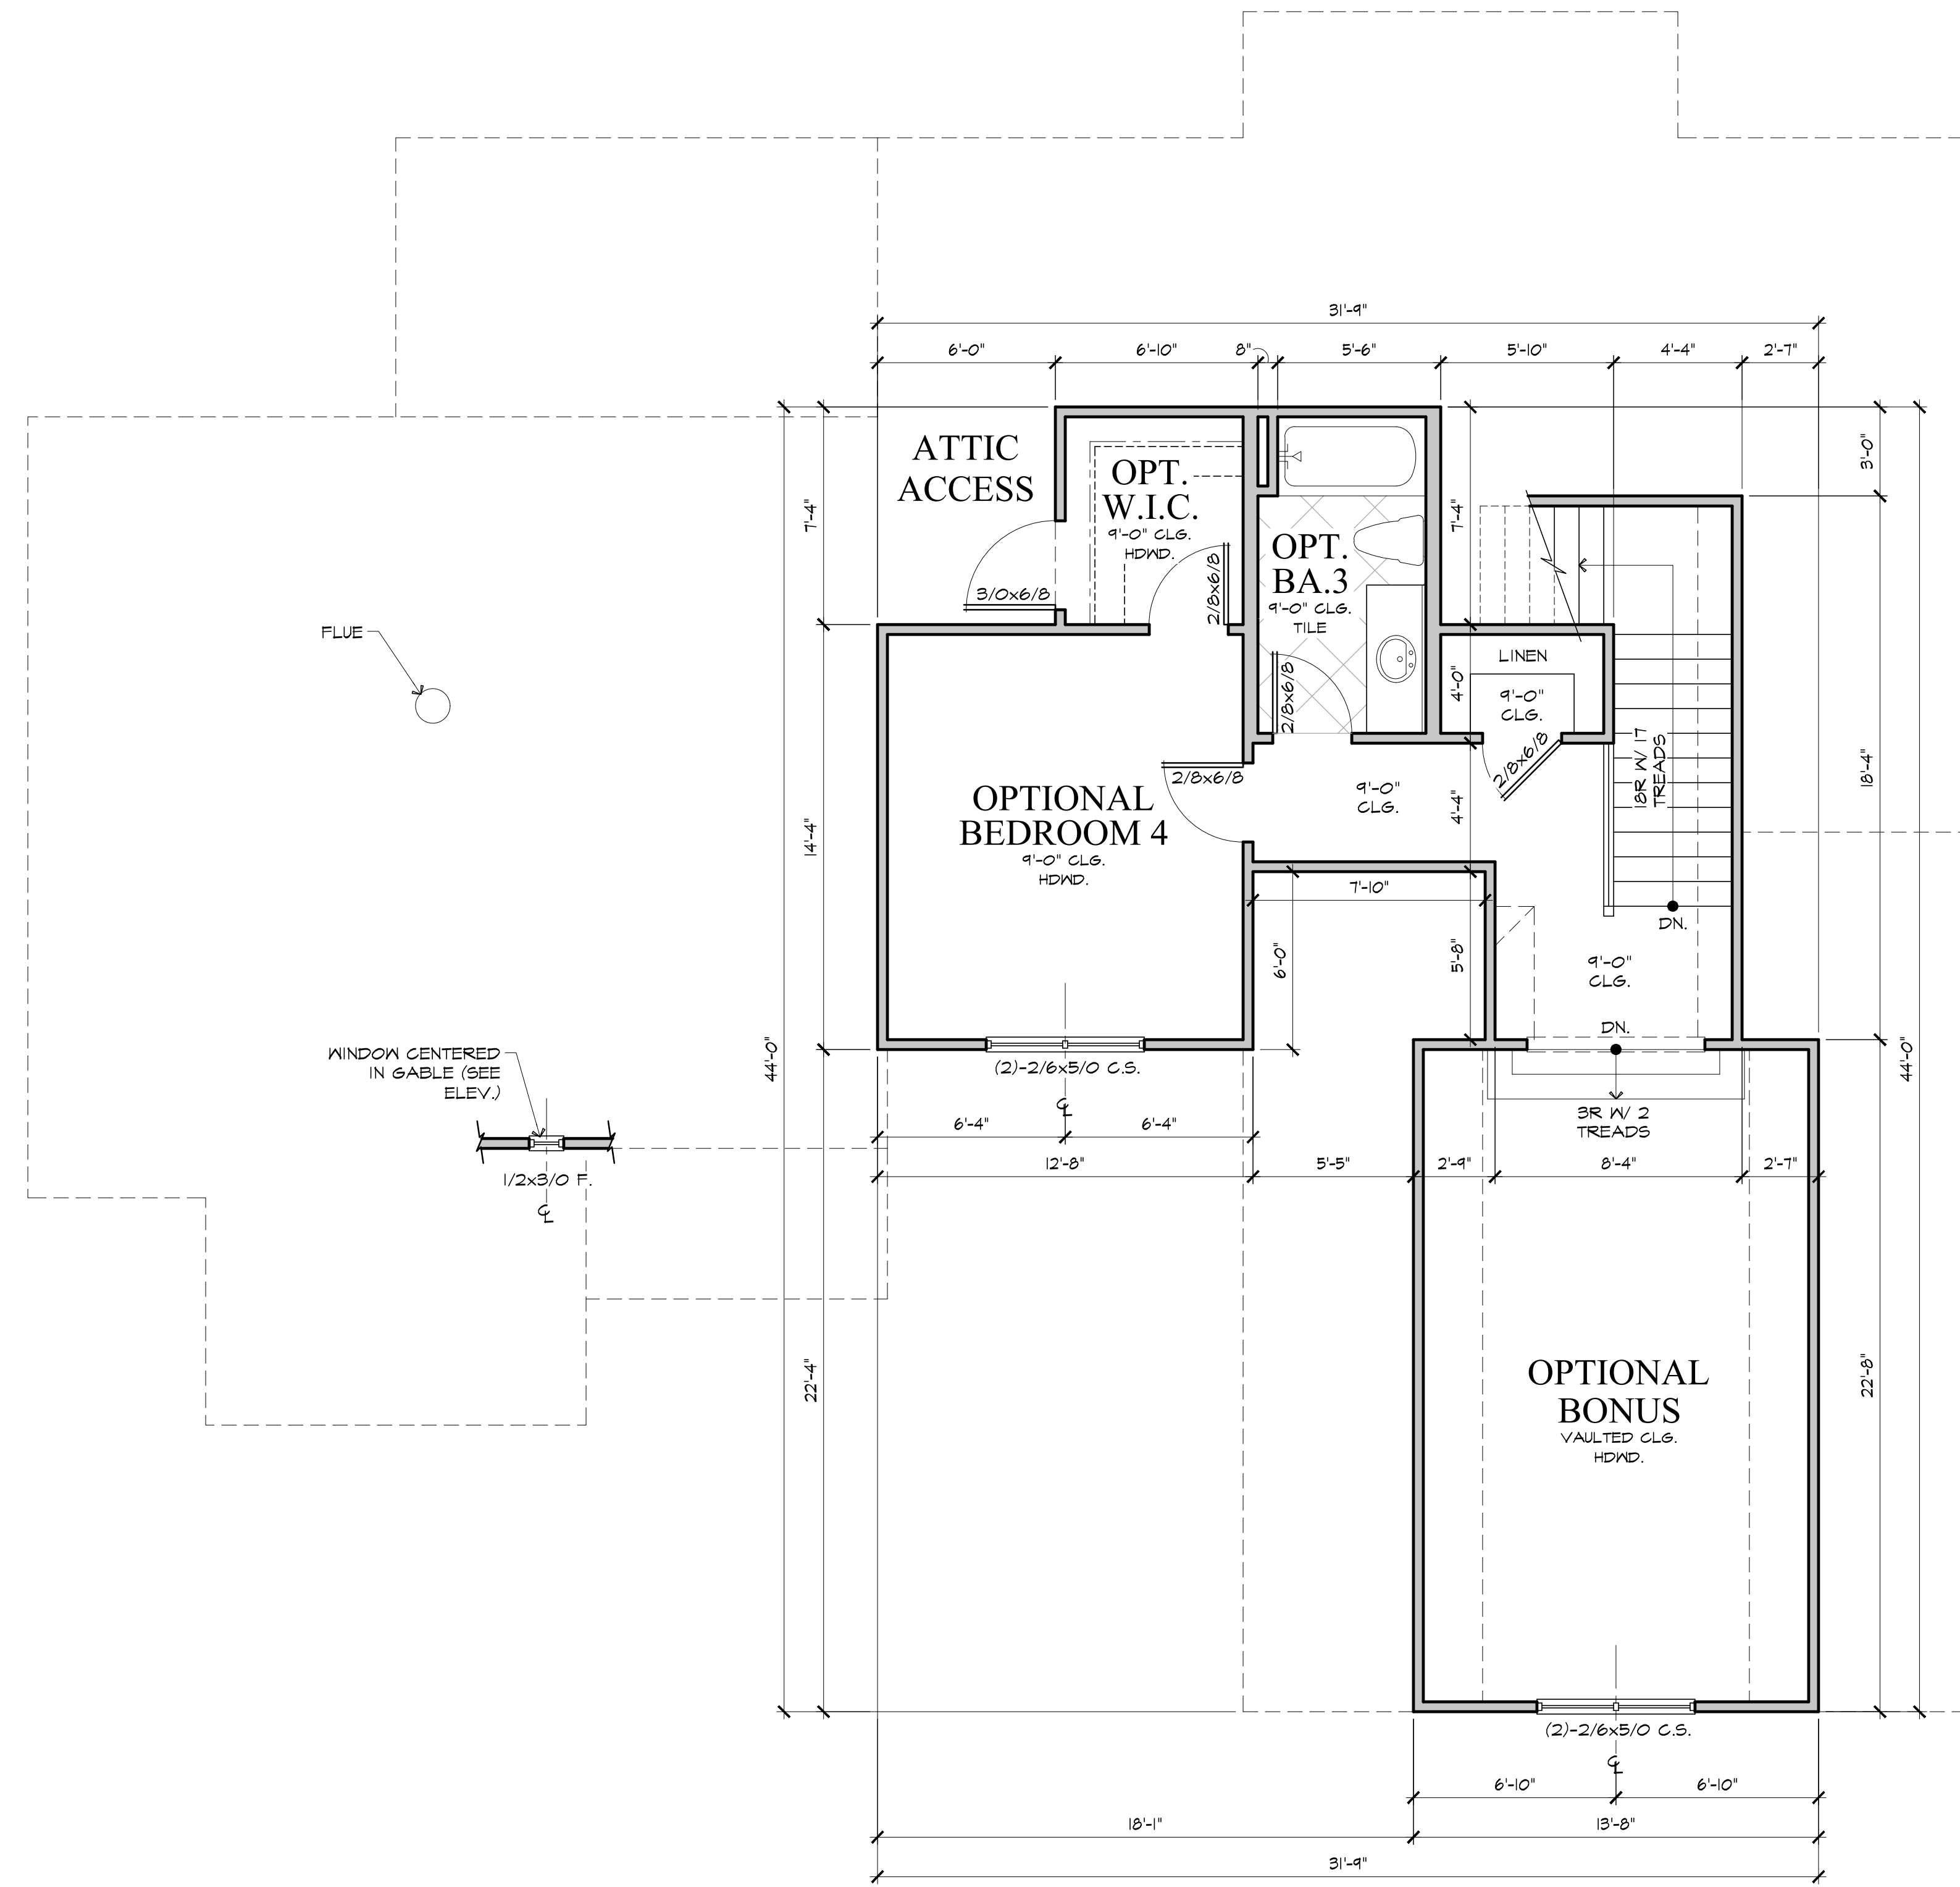 31'-9"
6'-0" 6'-10" 8" 5'-6" 5'-10" 4'-4" 2'-7"
ATTIC
ACCESS
OPT.
W.I.C.
9'-0" CLG.
HDWD.
3/0x6/8
2/8x6/8
OPT.
BA.3
9'-0" CLG.
TILE
2/8x6/8
7'-4"
7'-4"
3'-0"
FLUE
LINEN
9'-0"
CLG.
4'-0"
2/8x6/8
18R W/ 17
TREADS
18'-4"
14'-4"
OPTIONAL
BEDROOM 4
9'-0" CLG.
HDWD.
2/8x6/8
9'-0"
CLG.
4'-4"
7'-10"
6'-0"
5'-8"
DN.
9'-0"
CLG.
DN.
44'-0"
44'-0"
WINDOW CENTERED
IN GABLE (SEE
ELEV.)
1/2x3/0 F.
CL
(2)-2/6x5/0 C.S.
CL
3R W/ 2
TREADS
6'-4" 6'-4"
12'-8" 5'-5" 2'-9" 8'-4" 2'-7"
22'-4"
22'-8"
OPTIONAL
BONUS
VAULTED CLG.
HDWD.
(2)-2/6x5/0 C.S.
CL
6'-10" 6'-10"
18'-1" 13'-8"
31'-9"